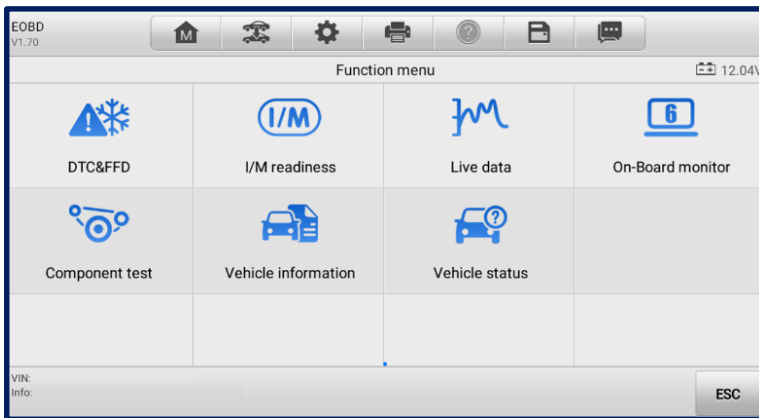 EOBD
V1.70
M
?
Function menu
12.04V
I/M
6
DTC&FFD
I/M readiness
Live data
On-Board monitor
?
Component test
Vehicle information
Vehicle status
VIN:
Info:
ESC